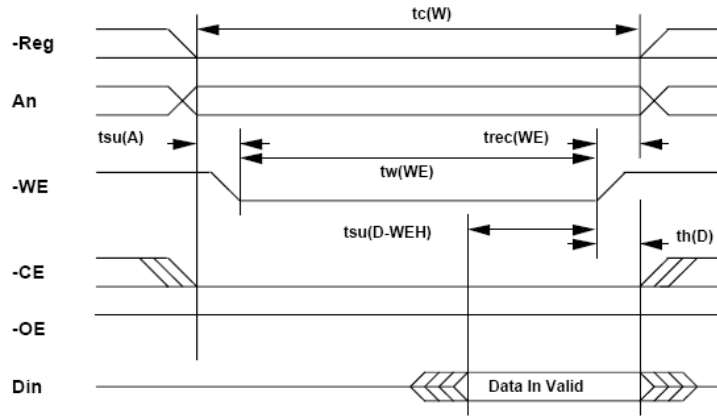 tc(W)
-Reg
An
tsu(A)
trec(WE)
tw(WE)
-WE
tsu(D-WEH)
th(D)
-CE
-OE
Din
Data In Valid